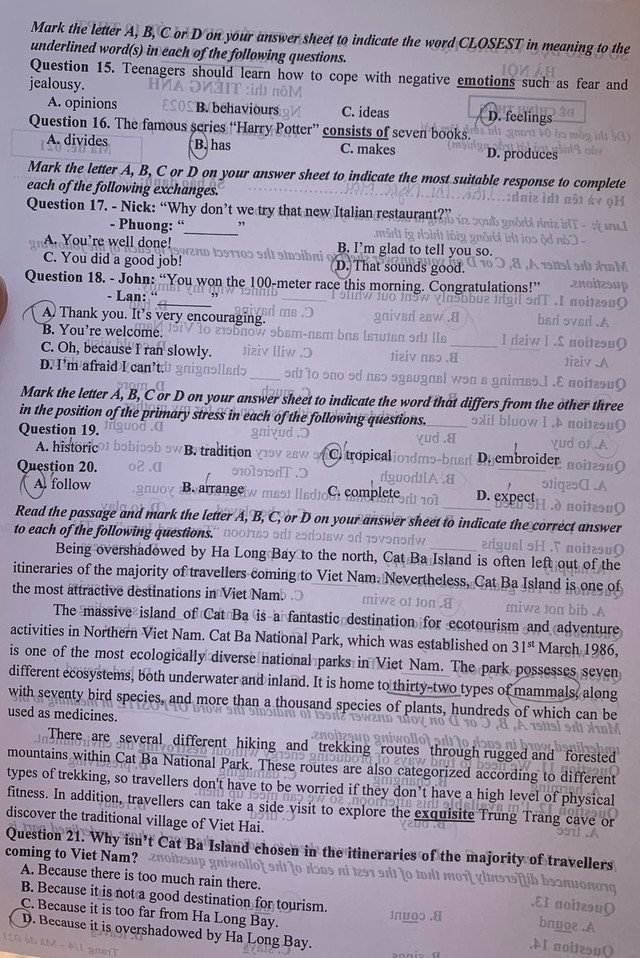 Mark the letter A, B, C or D on your answer sheet to indicate the word CLOSEST in meaning to the
underlined word(s) in each of the following questions.
Question 15. Teenagers should learn how to cope with negative emotions such as fear and
jealousy.
A. opinions B. behaviours C. ideas D. feelings
Question 16. The famous series “Harry Potter” consists of seven books.
A. divides B. has C. makes D. produces
Mark the letter A, B, C or D on your answer sheet to indicate the most suitable response to complete
each of the following exchanges.
Question 17. - Nick: “Why don’t we try that new Italian restaurant?”
- Phuong: “________”
A. You’re well done! B. I’m glad to tell you so.
C. You did a good job! D. That sounds good.
Question 18. - John: “You won the 100-meter race this morning. Congratulations!”
- Lan: “________”
A. Thank you. It’s very encouraging.
B. You’re welcome.
C. Oh, because I ran slowly.
D. I’m afraid I can’t.
Mark the letter A, B, C or D on your answer sheet to indicate the word that differs from the other three
in the position of the primary stress in each of the following questions.
Question 19.
A. historic B. tradition C. tropical D. embroider
Question 20.
A. follow B. arrange C. complete D. expect
Read the passage and mark the letter A, B, C, or D on your answer sheet to indicate the correct answer
to each of the following questions.
Being overshadowed by Ha Long Bay to the north, Cat Ba Island is often left out of the
itineraries of the majority of travellers coming to Viet Nam. Nevertheless, Cat Ba Island is one of
the most attractive destinations in Viet Nam.
The massive island of Cat Ba is a fantastic destination for ecotourism and adventure
activities in Northern Viet Nam. Cat Ba National Park, which was established on 31st March 1986,
is one of the most ecologically diverse national parks in Viet Nam. The park possesses seven
different ecosystems, both underwater and inland. It is home to thirty-two types of mammals, along
with seventy bird species, and more than a thousand species of plants, hundreds of which can be
used as medicines.
There are several different hiking and trekking routes through rugged and forested
mountains within Cat Ba National Park. These routes are also categorized according to different
types of trekking, so travellers don't have to be worried if they don’t have a high level of physical
fitness. In addition, travellers can take a side visit to explore the exquisite Trung Trang cave or
discover the traditional village of Viet Hai.
Question 21. Why isn’t Cat Ba Island chosen in the itineraries of the majority of travellers
coming to Viet Nam?
A. Because there is too much rain there.
B. Because it is not a good destination for tourism.
C. Because it is too far from Ha Long Bay.
D. Because it is overshadowed by Ha Long Bay.